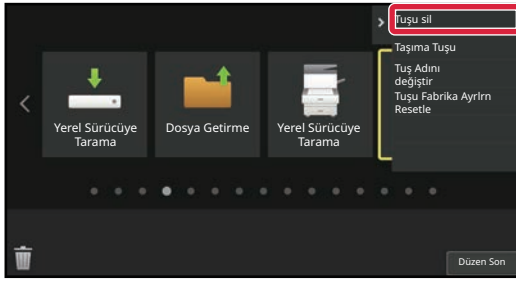 Tuşu sil
Taşıma Tuşu
Tuş Adını
değiştir
Tuşu Fabrika Ayrlrn
Resetle
Yerel Sürücüye
Tarama
Dosya Getirme
Yerel Sürücüye
Tarama
Düzen Son